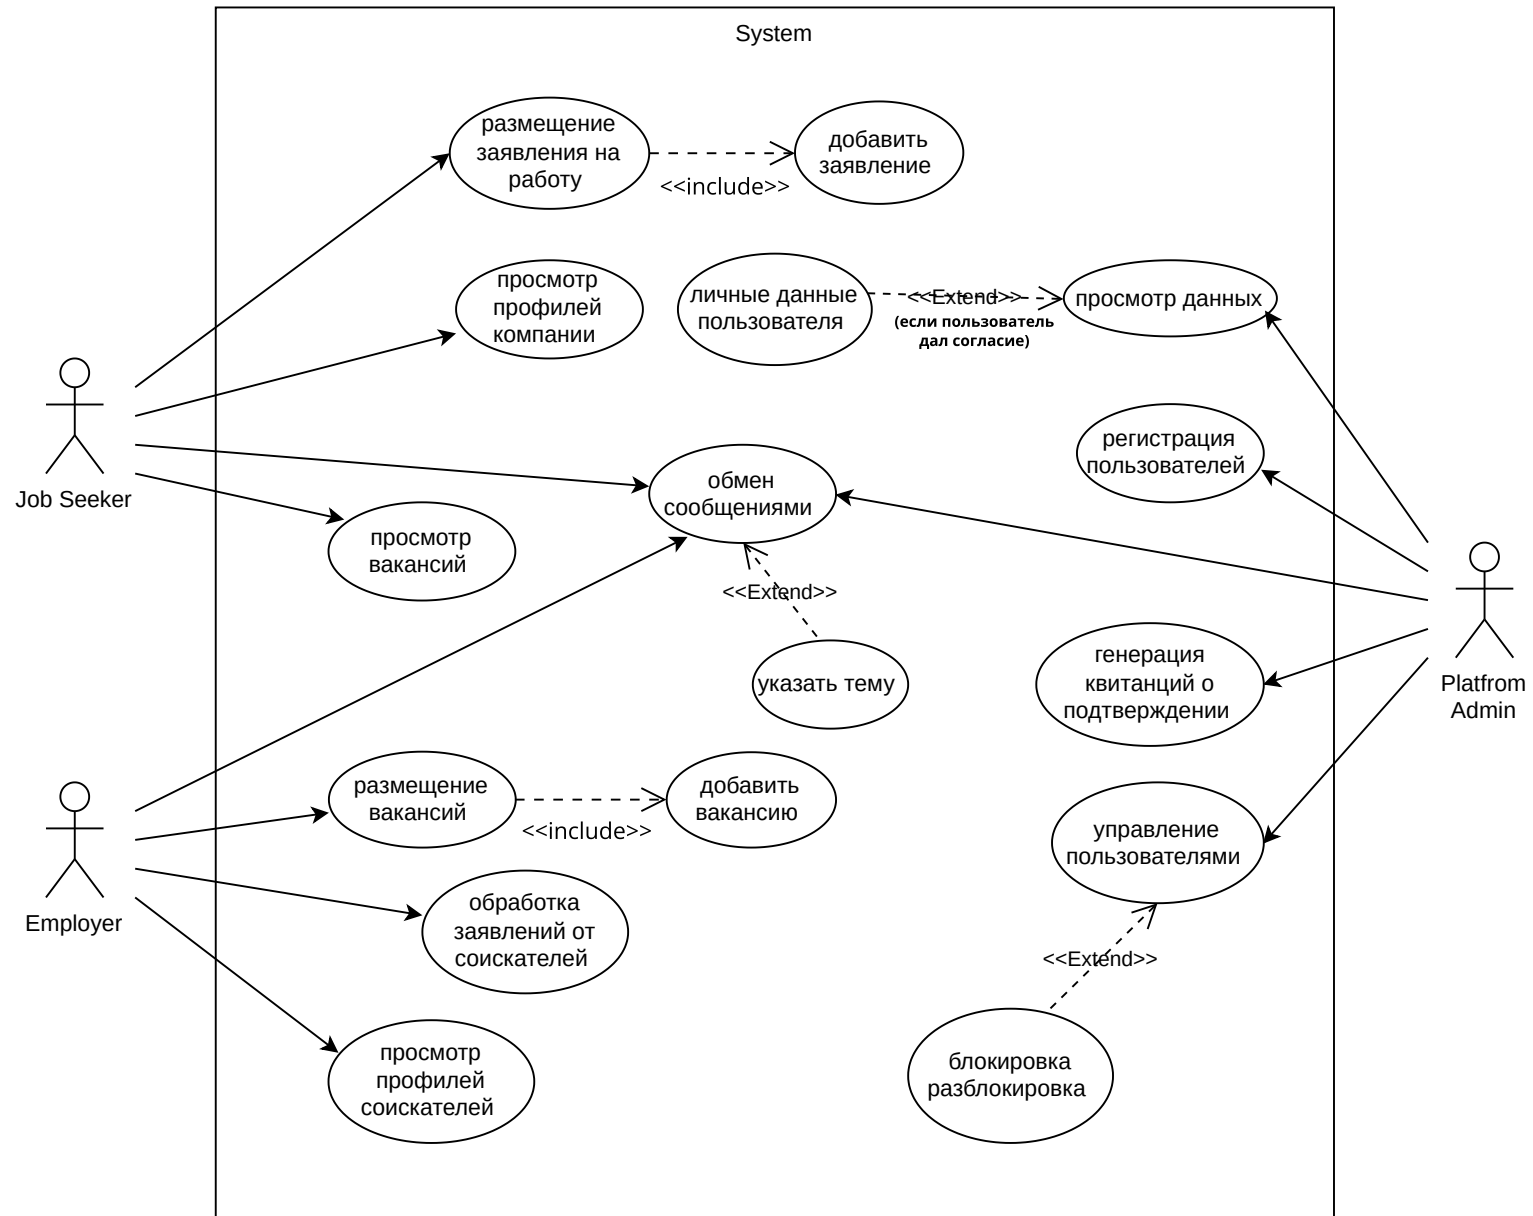 System
размещение
заявления на
работу
<<include>>
добавить
заявление
просмотр
профилей
компании
личные данные
пользователя
<<Extend>>
(если пользователь
дал согласие)
просмотр данных
Job Seeker
регистрация
пользователей
обмен
сообщениями
просмотр
вакансий
<<Extend>>
указать тему
генерация
квитанций о
подтверждении
Platfrom
Admin
Employer
размещение
вакансий
<<include>>
добавить
вакансию
управление
пользователями
обработка
заявлений от
соискателей
<<Extend>>
просмотр
профилей
соискателей
блокировка
разблокировка